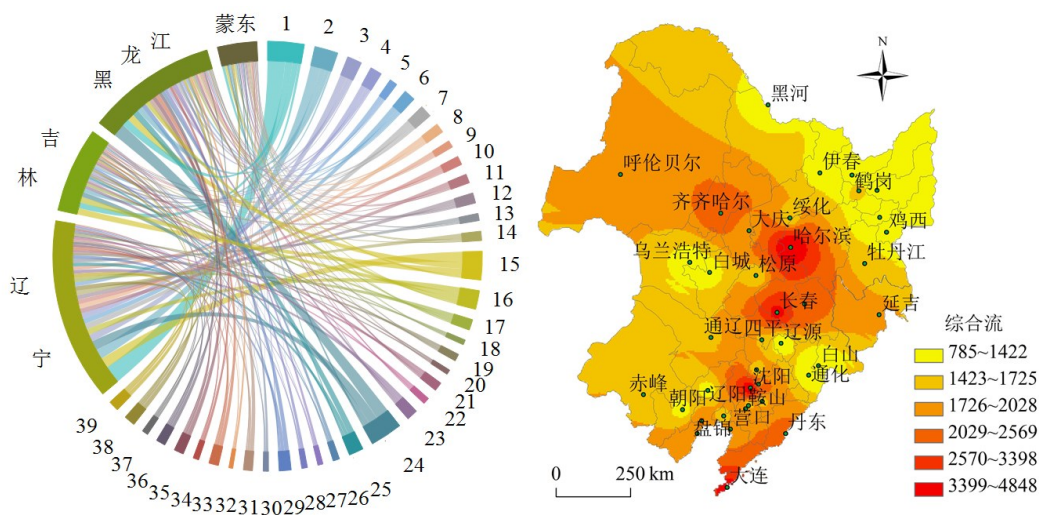 蒙东
黑龙江
吉林
辽宁
1
2
3
4
5
6
7
8
9
10
11
12
13
14
15
16
17
18
19
20
21
22
23
24
25
26
27
28
29
30
31
32
33
34
35
36
37
38
39
N
黑河
呼伦贝尔
伊春
鹤岗
齐齐哈尔
绥化
大庆
鸡西
哈尔滨
乌兰浩特
牡丹江
白城
松原
长春
延吉
通辽
四平
辽源
白山
通化
沈阳
赤峰
朝阳
辽阳
鞍山
营口
盘锦
丹东
大连
0 250 km
综合流
785~1422
1423~1725
1726~2028
2029~2569
2570~3398
3399~4848